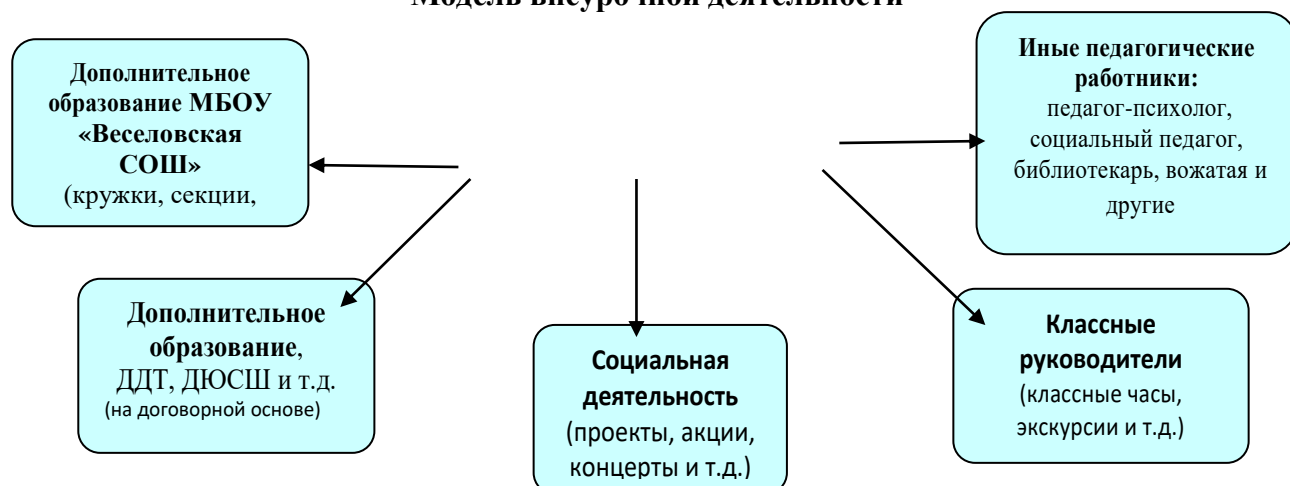 Модель внеурочной деятельности
Дополнительное
образование МБОУ
«Веселовская
СОШ»
(кружки, секции,
Иные педагогические
работники:
педагог-психолог,
социальный педагог,
библиотекарь, вожатая и
другие
Дополнительное
образование,
ДДТ, ДЮСШ и т.д.
(на договорной основе)
Социальная
деятельность
(проекты, акции,
концерты и т.д.)
Классные
руководители
(классные часы,
экскурсии и т.д.)